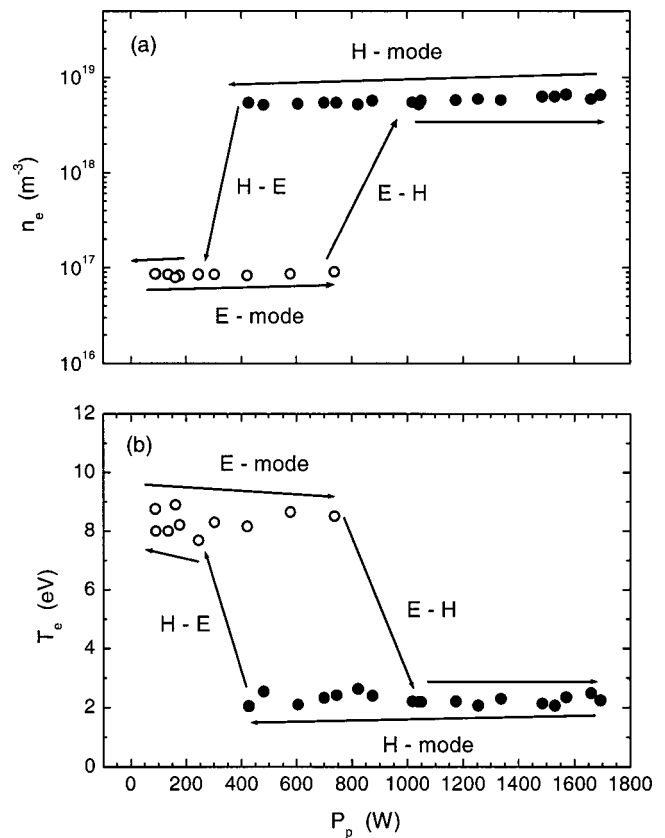 (a)
H - mode
10^19
10^18
H - E
E - H
n_e (m^-3)
10^17
E - mode
10^16
12
(b)
E - mode
10
8
6
E - H
T_e (eV)
H - E
4
2
H - mode
0
0 200 400 600 800 1000 1200 1400 1600 1800
P_p (W)